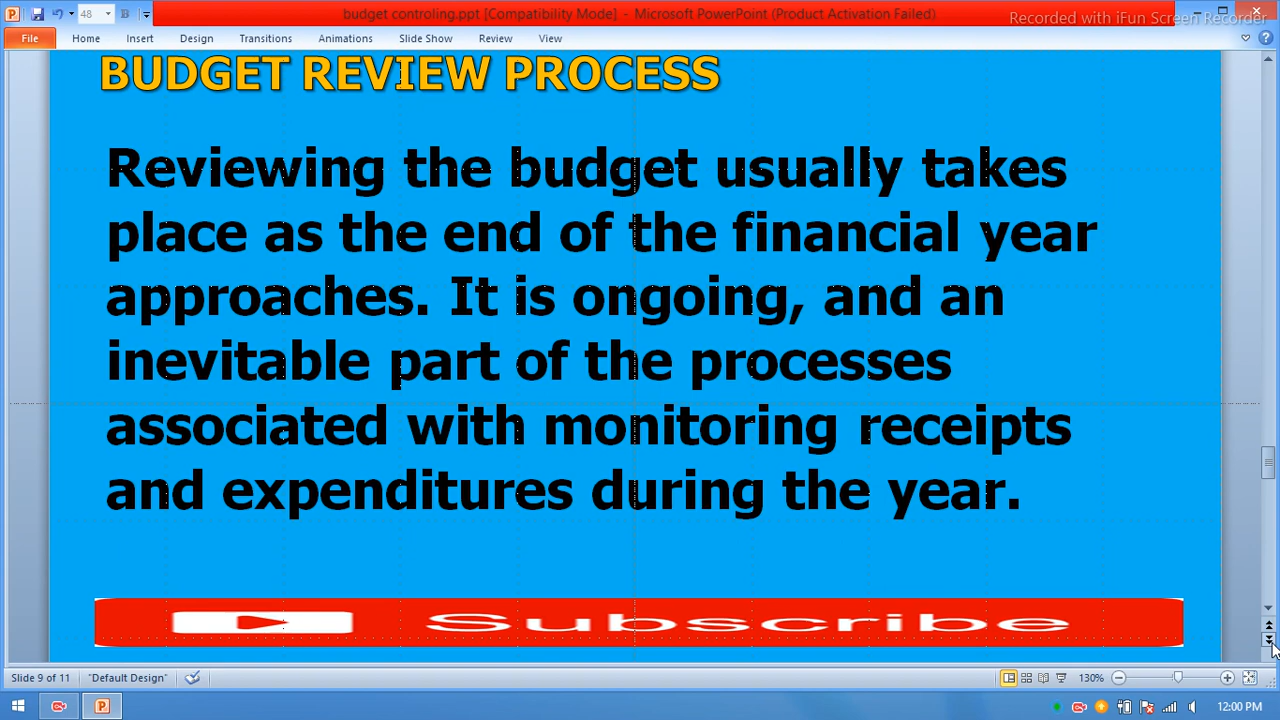 48
B
budget controling.ppt [Compatibility Mode] - Microsoft PowerPoint (Product Activation Failed)
Recorded with iFun Screen Recorder
File Home Insert Design Transitions Animations Slide Show Review View
BUDGET REVIEW PROCESS
Reviewing the budget usually takes
place as the end of the financial year
approaches. It is ongoing, and an
inevitable part of the processes
associated with monitoring receipts
and expenditures during the year.
Subscribe
Slide 9 of 11 "Default Design" 130%
12:00 PM